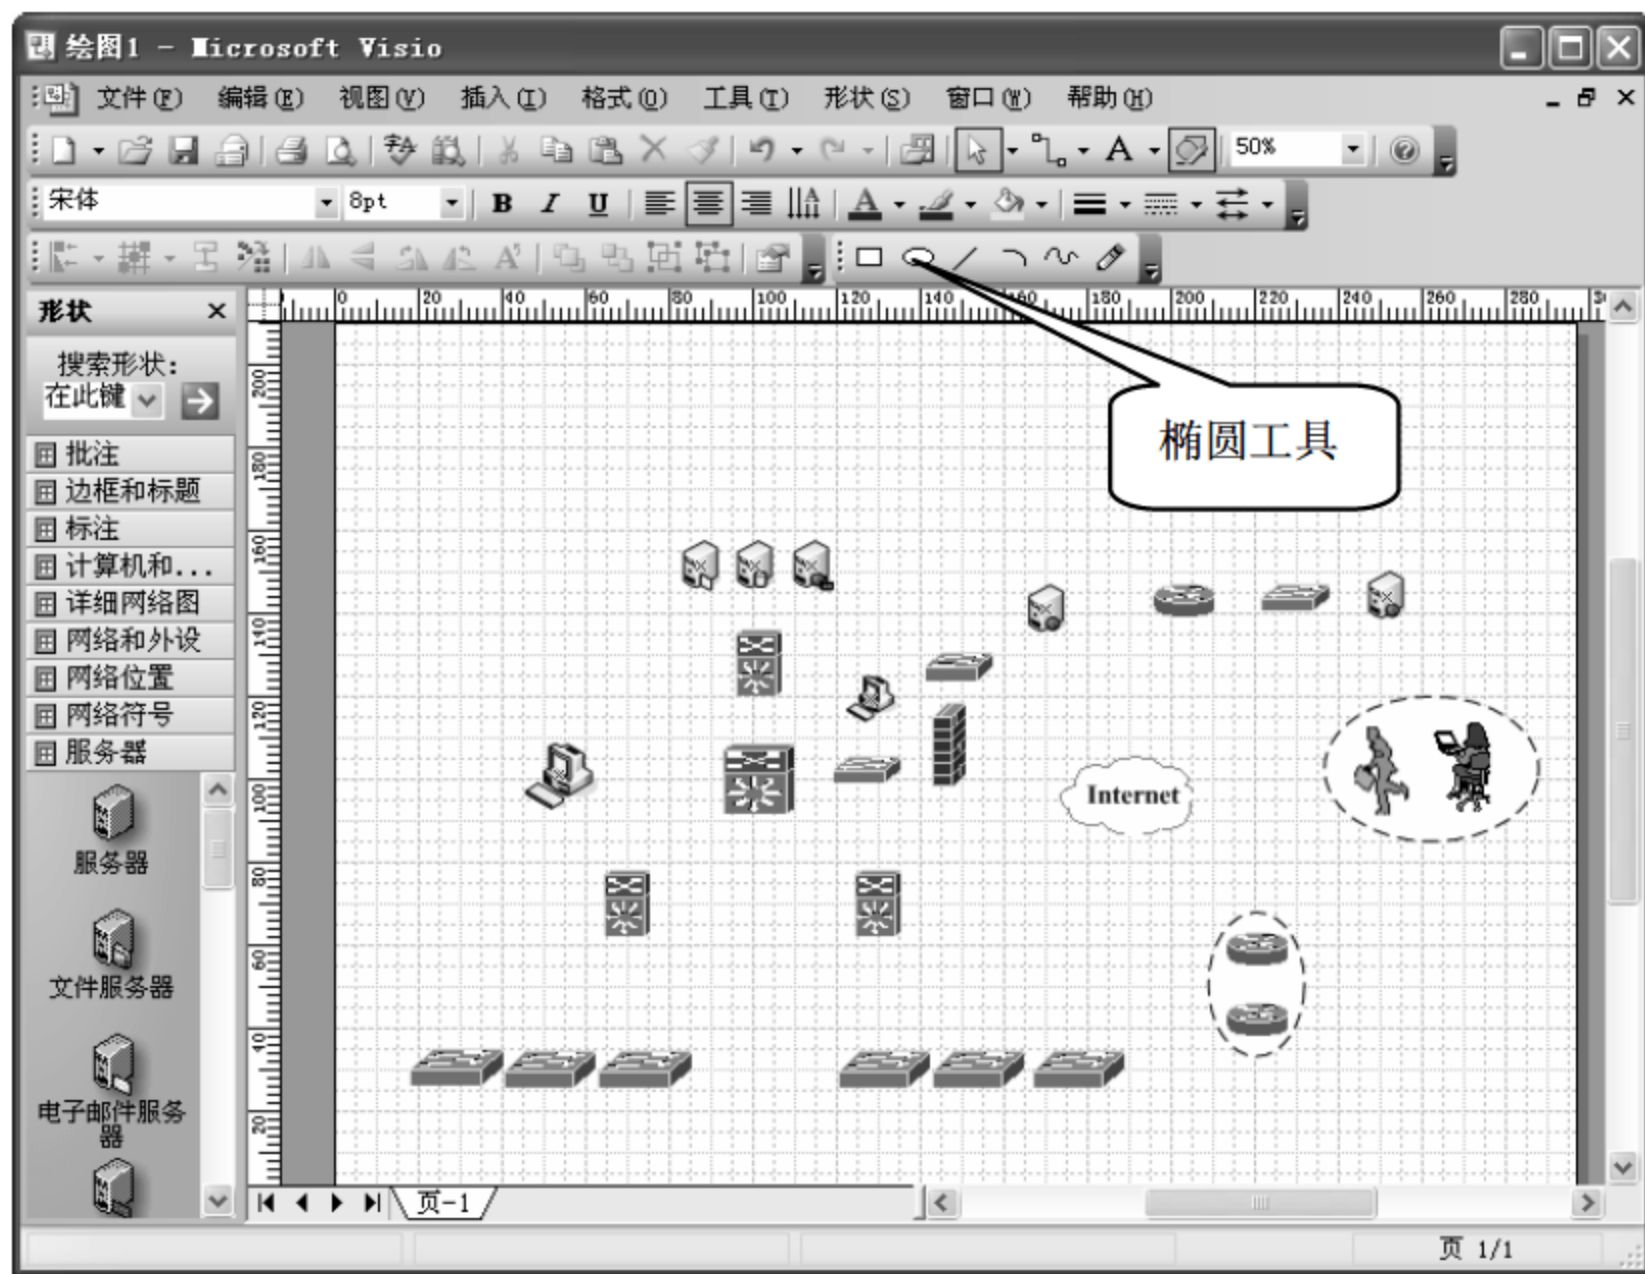 绘图1 - Microsoft Visio
文件(F) 编辑(E) 视图(V) 插入(I) 格式(O) 工具(T) 形状(S) 窗口(W) 帮助(H)
A 50%
宋体 8pt B I U A
形状
搜索形状:
在此键
批注
边框和标题
标注
计算机和...
详细网络图
网络和外设
网络位置
网络符号
服务器
服务器
文件服务器
电子邮件服务
器
0 20 40 60 80 100 120 140 160 180 200 220 240 260 280
200
180
160
140
120
100
80
60
40
20
椭圆工具
Internet
页-1
页 1/1